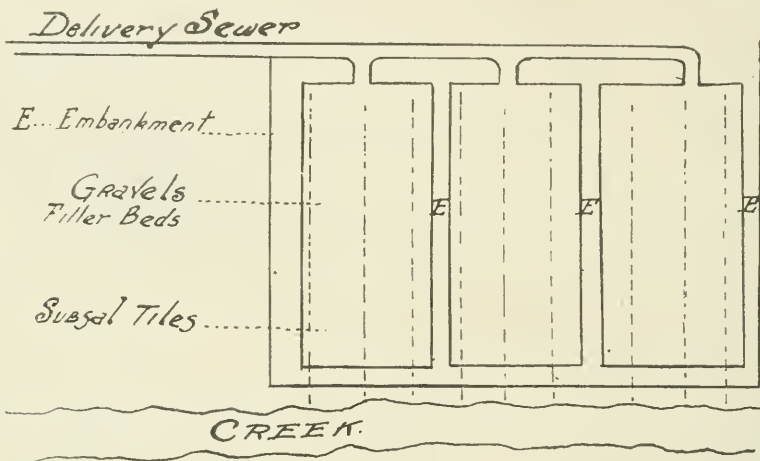 Delivery Sewer
E... Embankment
Gravels
Filler Beds
Subsal Tiles
E
E
E
CREEK.